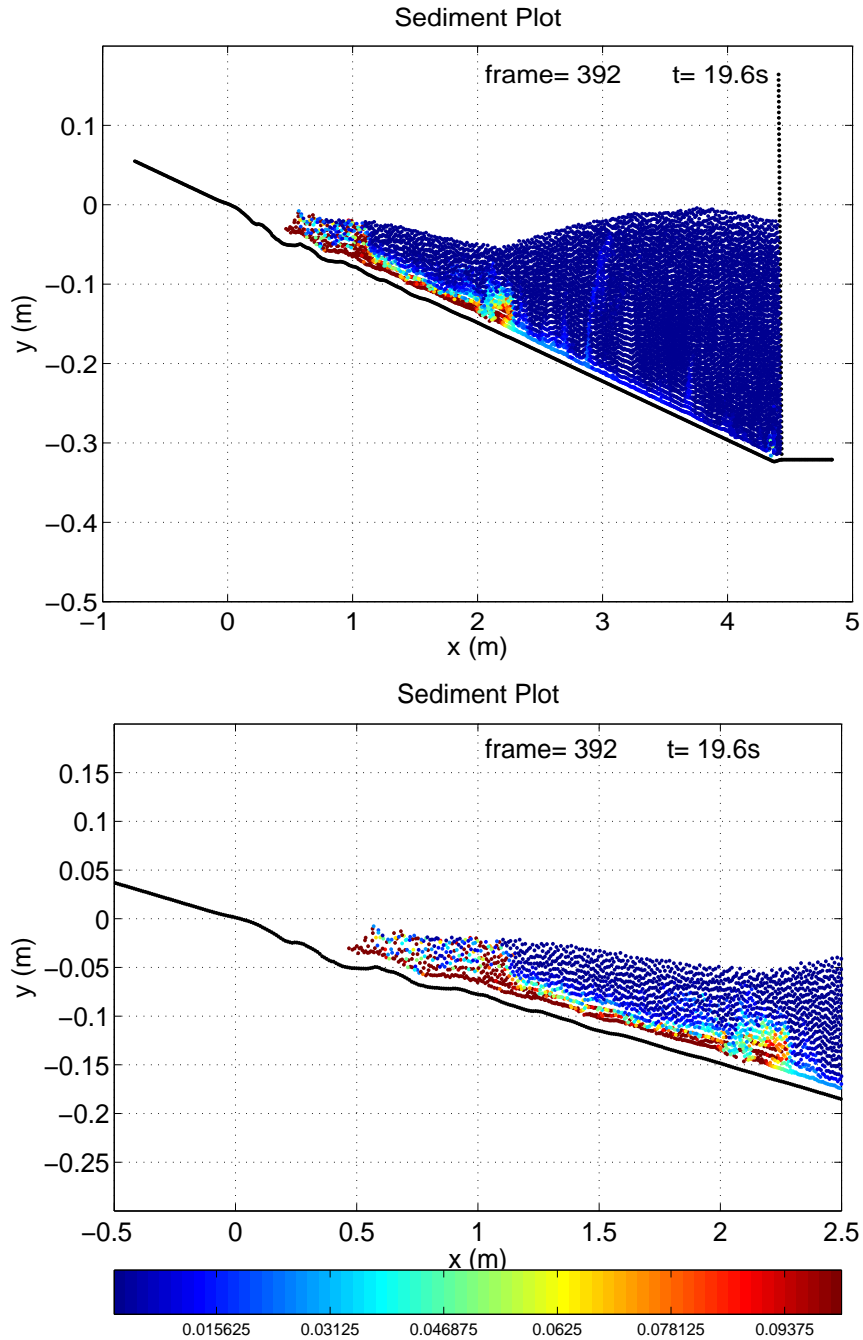 Sediment Plot
frame= 392 t= 19.6s
0.1
0
−0.1
−0.2
−0.3
−0.4
−0.5
y (m)
−1 0 1 2 3 4 5
x (m)
Sediment Plot
frame= 392 t= 19.6s
0.15
0.1
0.05
0
−0.05
−0.1
−0.15
−0.2
−0.25
y (m)
−0.5 0 0.5 1 1.5 2 2.5
x (m)
0.015625 0.03125 0.046875 0.0625 0.078125 0.09375